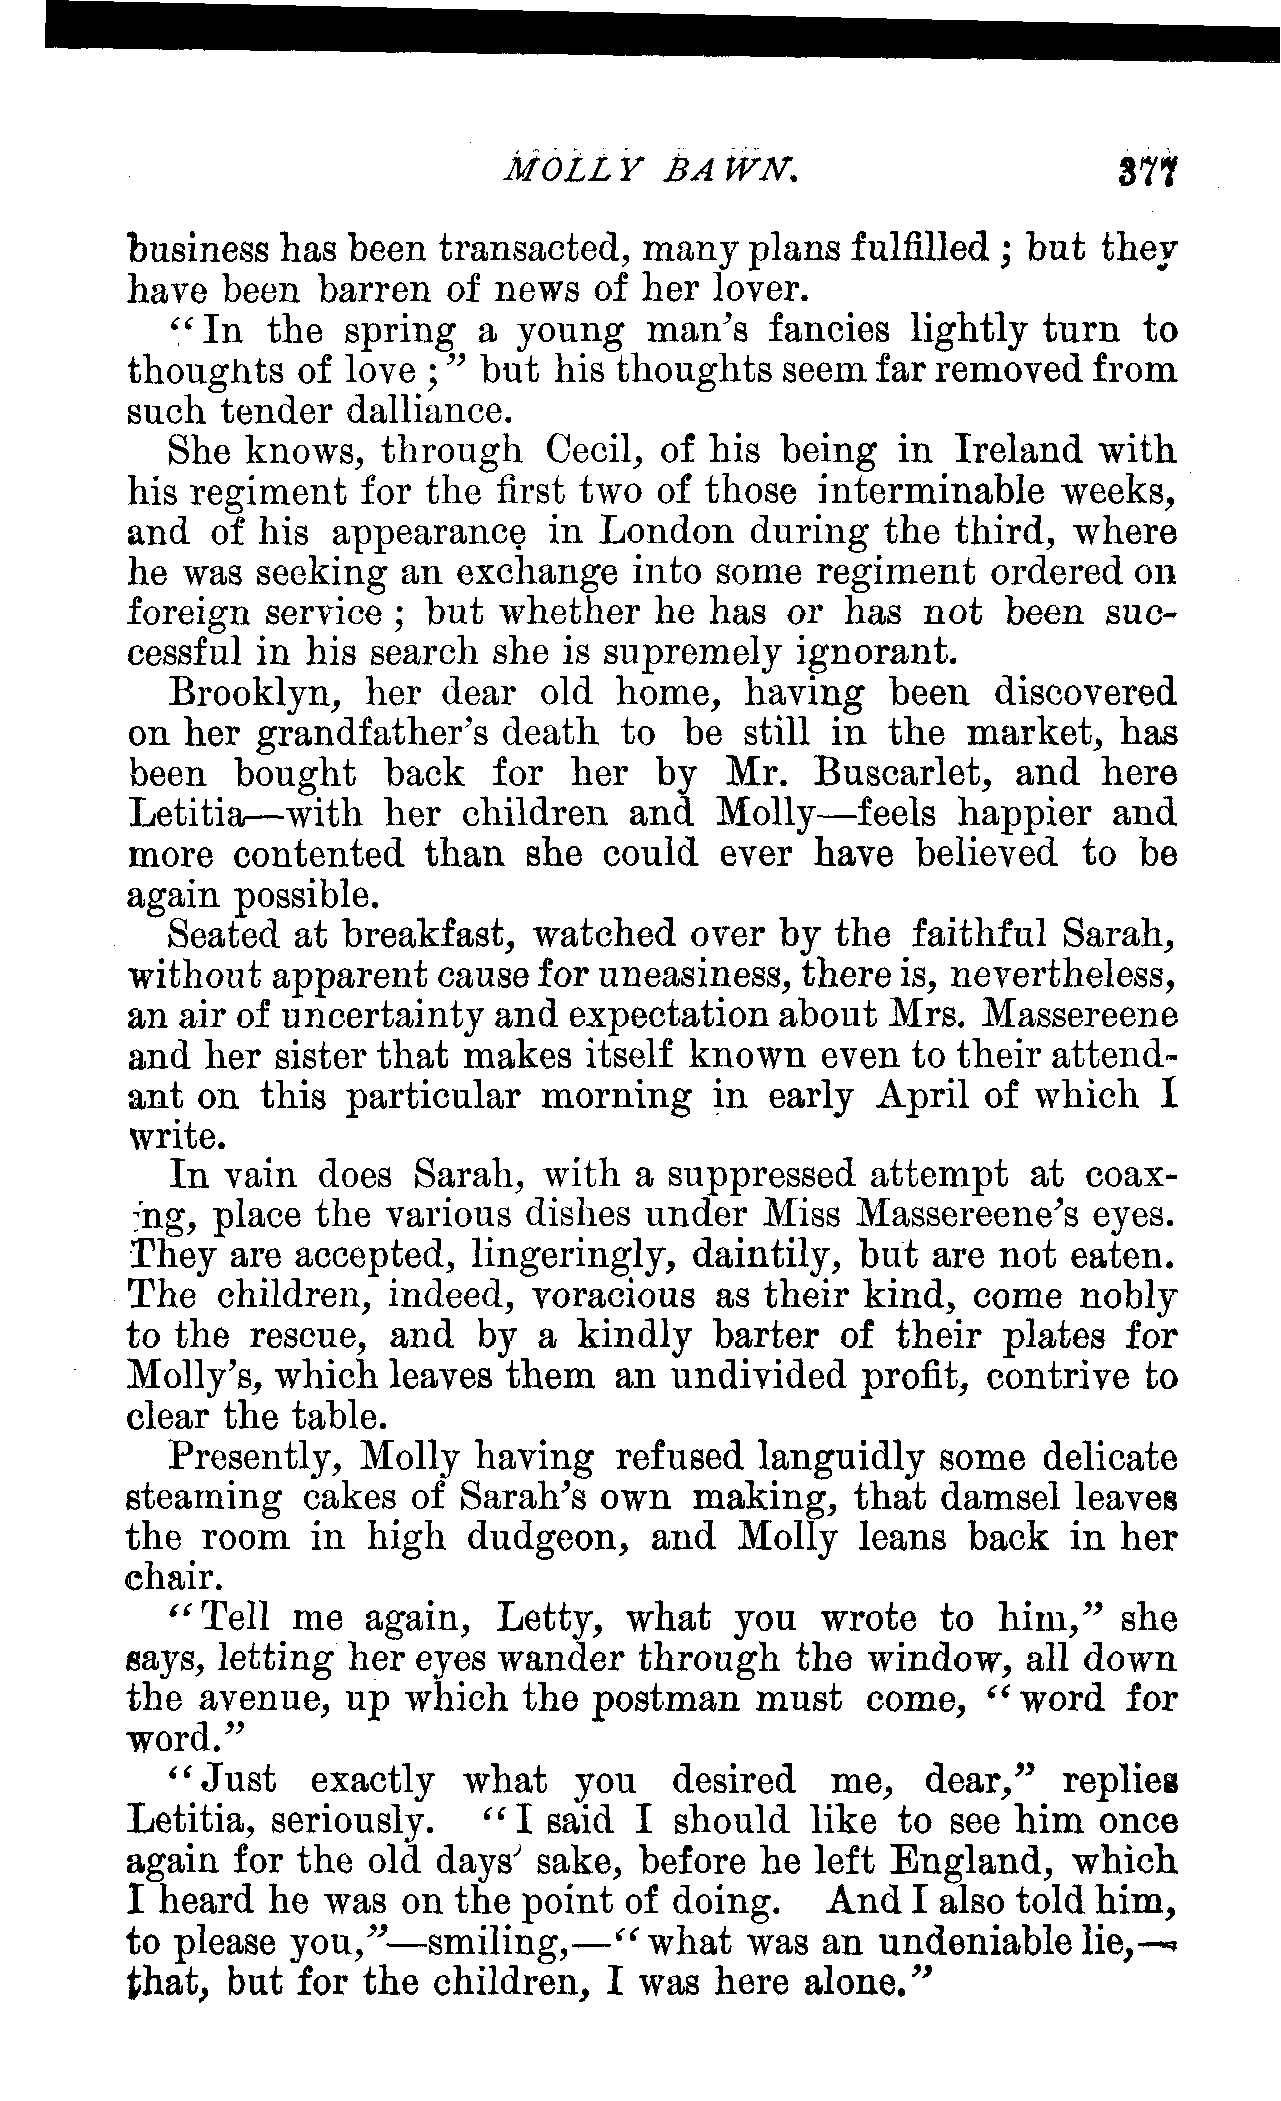 MOLLY BAWN. 377
business has been transacted, many plans fulfilled ; but they
have been barren of news of her lover.
“In the spring a young man’s fancies lightly turn to
thoughts of love ;” but his thoughts seem far removed from
such tender dalliance.
She knows, through Cecil, of his being in Ireland with
his regiment for the first two of those interminable weeks,
and of his appearance in London during the third, where
he was seeking an exchange into some regiment ordered on
foreign service ; but whether he has or has not been suc-
cessful in his search she is supremely ignorant.
Brooklyn, her dear old home, having been discovered
on her grandfather’s death to be still in the market, has
been bought back for her by Mr. Buscarlet, and here
Letitia—with her children and Molly—feels happier and
more contented than she could ever have believed to be
again possible.
Seated at breakfast, watched over by the faithful Sarah,
without apparent cause for uneasiness, there is, nevertheless,
an air of uncertainty and expectation about Mrs. Massereene
and her sister that makes itself known even to their attend-
ant on this particular morning in early April of which I
write.
In vain does Sarah, with a suppressed attempt at coax-
ing, place the various dishes under Miss Massereene’s eyes.
They are accepted, lingeringly, daintily, but are not eaten.
The children, indeed, voracious as their kind, come nobly
to the rescue, and by a kindly barter of their plates for
Molly’s, which leaves them an undivided profit, contrive to
clear the table.
Presently, Molly having refused languidly some delicate
steaming cakes of Sarah’s own making, that damsel leaves
the room in high dudgeon, and Molly leans back in her
chair.
“Tell me again, Letty, what you wrote to him,” she
says, letting her eyes wander through the window, all down
the avenue, up which the postman must come, “word for
word.”
“Just exactly what you desired me, dear,” replies
Letitia, seriously. “I said I should like to see him once
again for the old days’ sake, before he left England, which
I heard he was on the point of doing. And I also told him,
to please you,”—smiling,—“what was an undeniable lie,—
that, but for the children, I was here alone.”